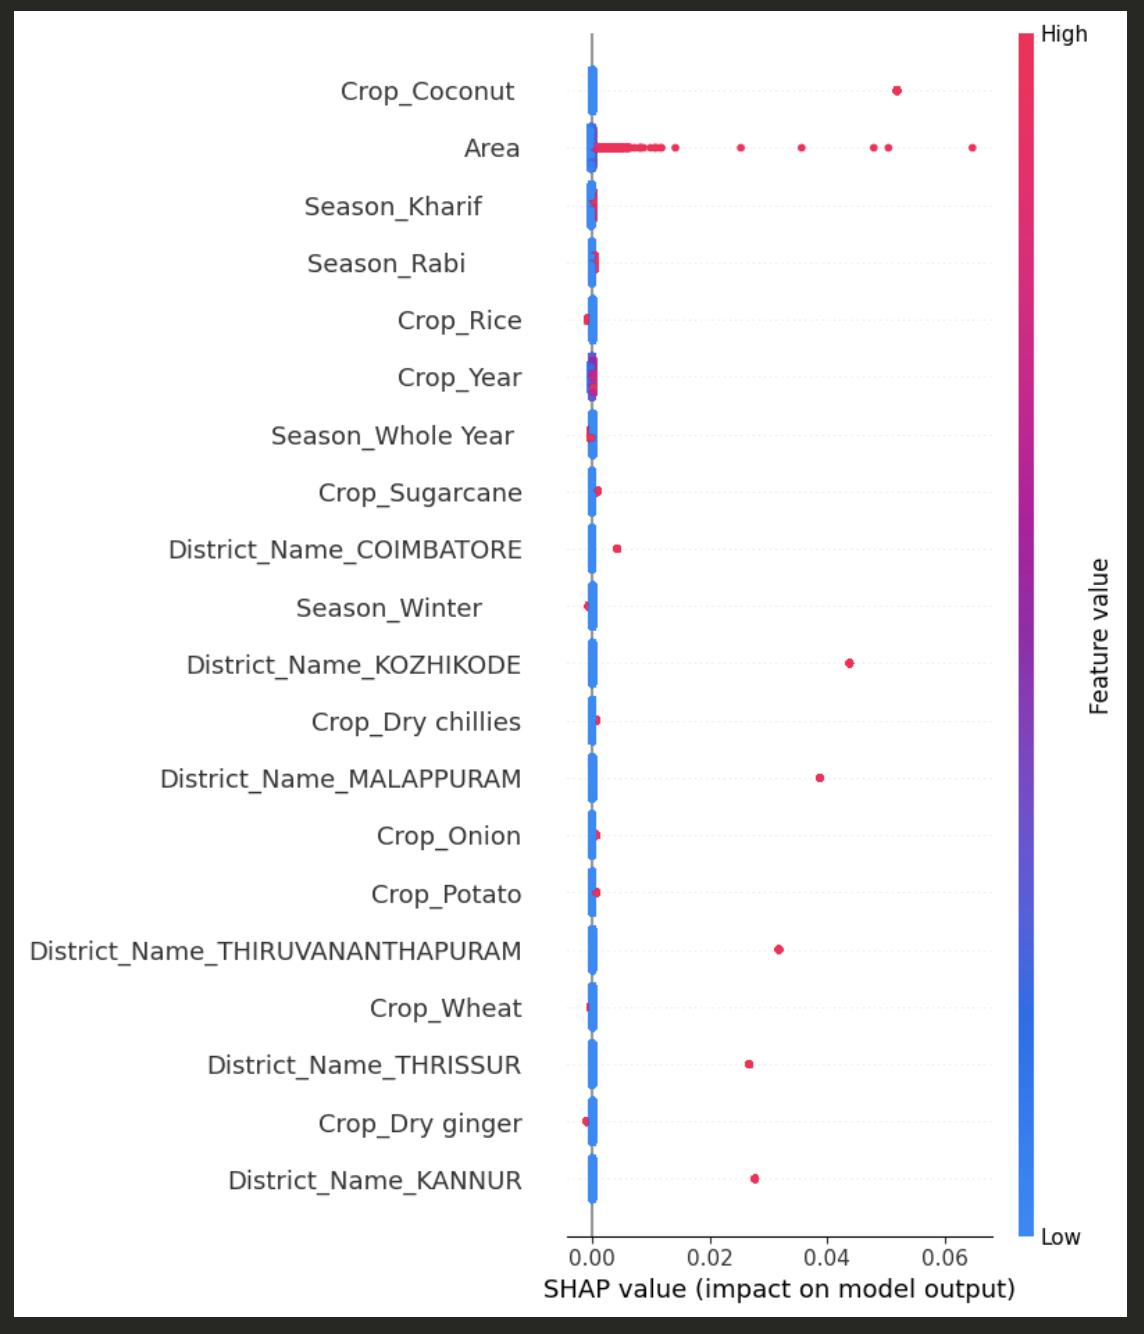 High
Crop_Coconut
Area
Season_Kharif
Season_Rabi
Crop_Rice
Crop_Year
Season_Whole Year
Crop_Sugarcane
District_Name_COIMBATORE
Season_Winter
District_Name_KOZHIKODE
Crop_Dry chillies
District_Name_MALAPPURAM
Crop_Onion
Crop_Potato
District_Name_THIRUVANANTHAPURAM
Crop_Wheat
District_Name_THRISSUR
Crop_Dry ginger
District_Name_KANNUR
Feature value
Low
0.00 0.02 0.04 0.06
SHAP value (impact on model output)